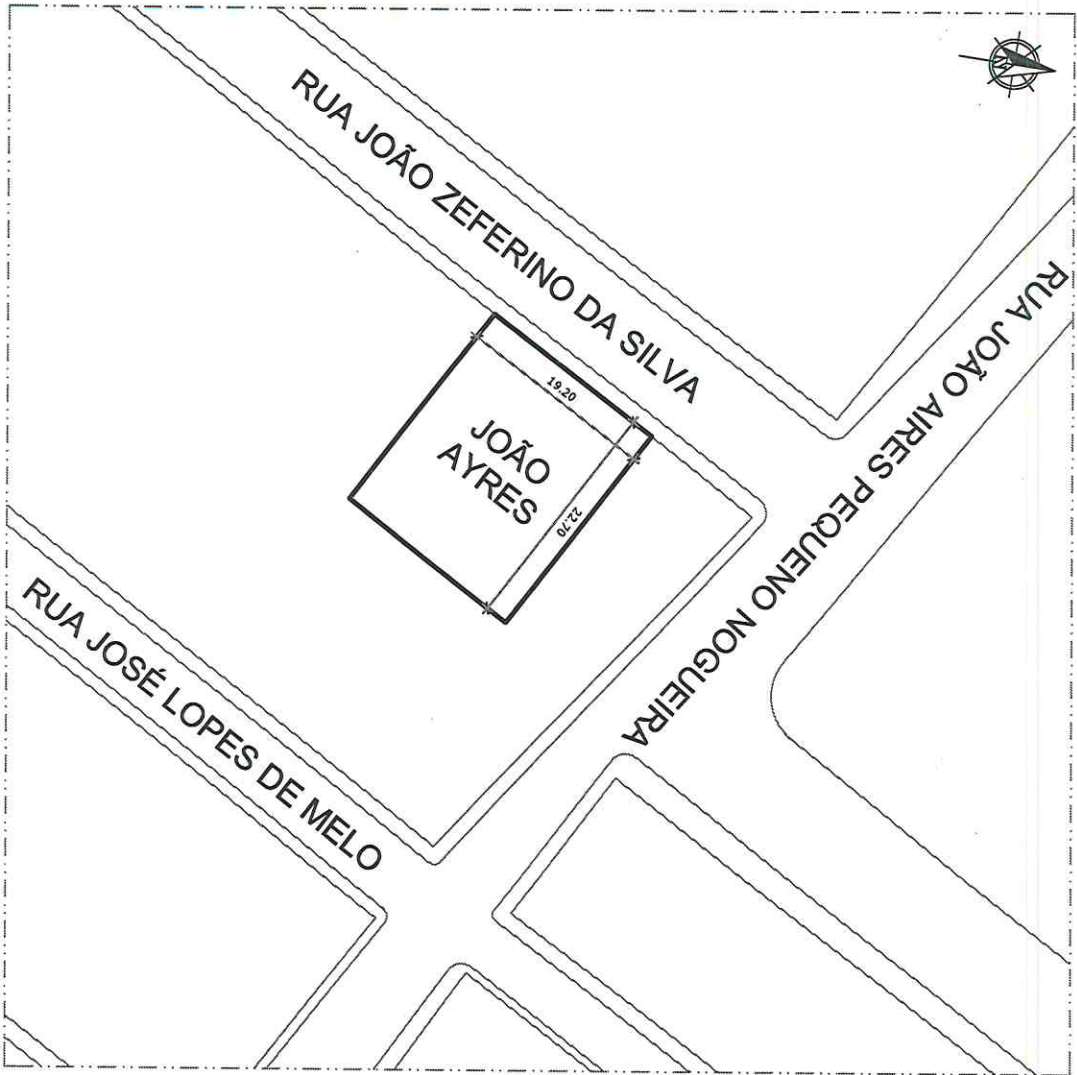 RUA JOÃO ZEFERINO DA SILVA
RUA JOÃO AIRES PEQUENO NOGUEIRA
19.20
JOÃO
AYRES
22.70
RUA JOSÉ LOPES DE MELO